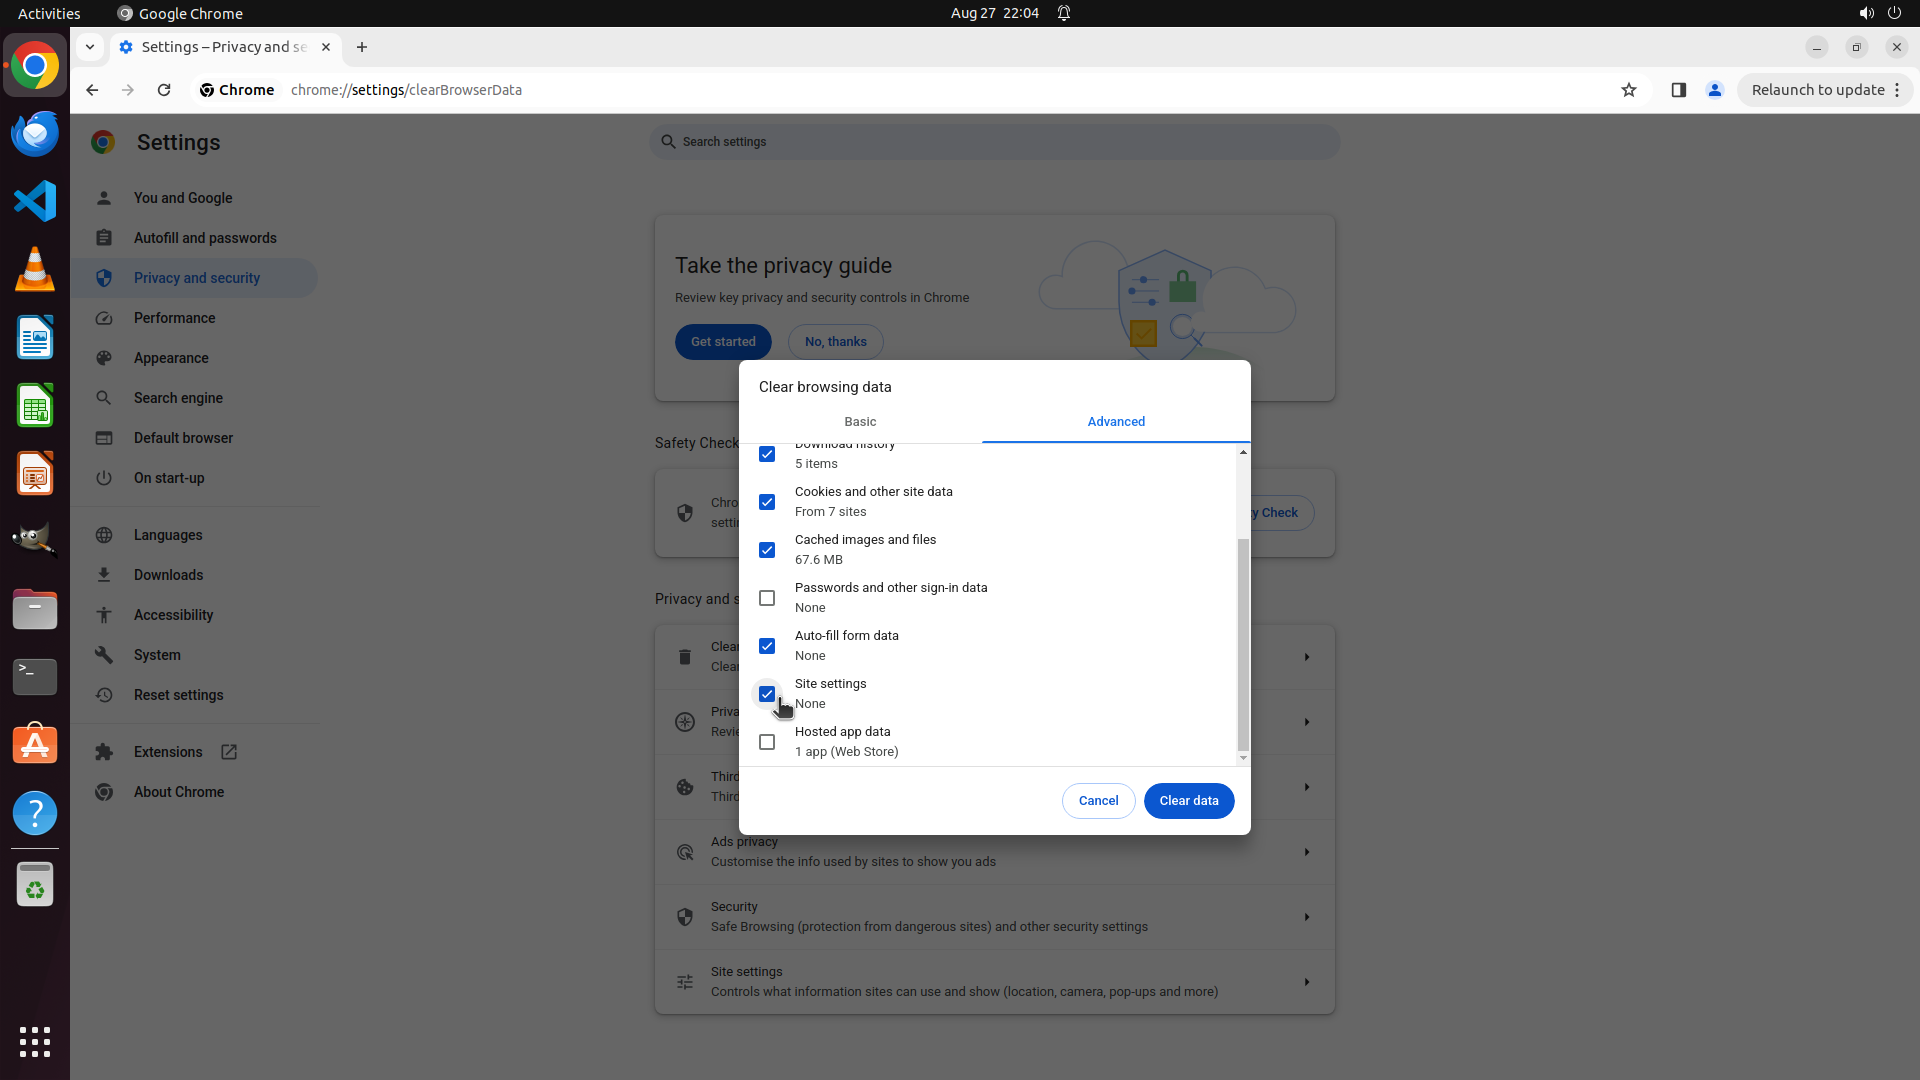 Activities
Google Chrome
Aug 27 22:04
Settings – Privacy and se
Chrome
chrome://settings/clearBrowserData
Relaunch to update
Settings
Search settings
You and Google
Autofill and passwords
Privacy and security
Performance
Appearance
Search engine
Default browser
On start-up
Languages
Downloads
Accessibility
System
Reset settings
Extensions
About Chrome
Take the privacy guide
Review key privacy and security controls in Chrome
Get started
No, thanks
Safety Check
Chro
settin
y Check
Privacy and s
Clear
Clear
Priva
Revie
Third
Third
Ads privacy
Customise the info used by sites to show you ads
Security
Safe Browsing (protection from dangerous sites) and other security settings
Site settings
Controls what information sites can use and show (location, camera, pop-ups and more)
Clear browsing data
Basic
Advanced
Download history
5 items
Cookies and other site data
From 7 sites
Cached images and files
67.6 MB
Passwords and other sign-in data
None
Auto-fill form data
None
Site settings
None
Hosted app data
1 app (Web Store)
Cancel
Clear data